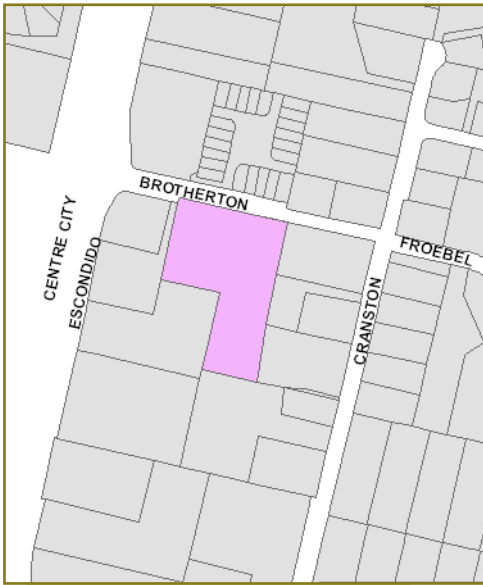 BROTHERTON
CENTRE CITY
ESCONDIDO
FROEBEL
CRANSTON